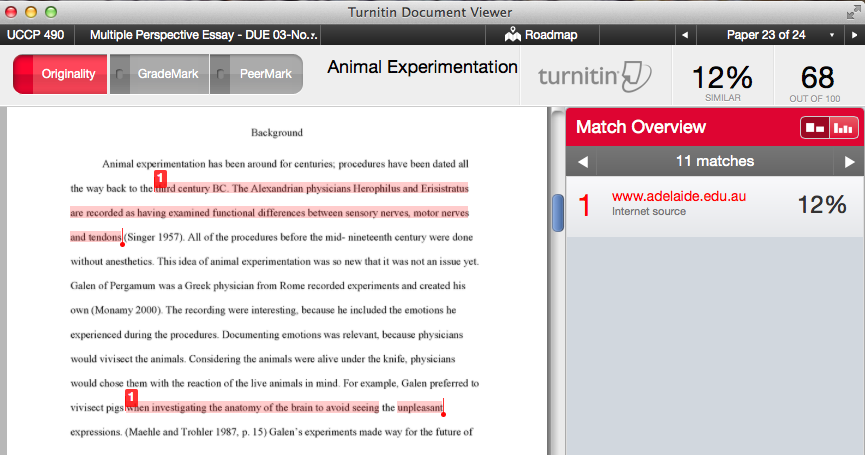 Turnitin Document Viewer
UCCP 490 Multiple Perspective Essay - DUE 03-No... Roadmap Paper 23 of 24
Originality GradeMark PeerMark Animal Experimentation turnitin 12% SIMILAR 68 OUT OF 100
Background
Animal experimentation has been around for centuries; procedures have been dated all
1
the way back to the third century BC. The Alexandrian physicians Herophilus and Erisistratus
are recorded as having examined functional differences between sensory nerves, motor nerves
and tendons (Singer 1957). All of the procedures before the mid- nineteenth century were done
without anesthetics. This idea of animal experimentation was so new that it was not an issue yet.
Galen of Pergamum was a Greek physician from Rome recorded experiments and created his
own (Monamy 2000). The recording were interesting, because he included the emotions he
experienced during the procedures. Documenting emotions was relevant, because physicians
would vivisect the animals. Considering the animals were alive under the knife, physicians
would chose them with the reaction of the live animals in mind. For example, Galen preferred to
1
vivisect pigs when investigating the anatomy of the brain to avoid seeing the unpleasant
expressions. (Maehle and Trohler 1987, p. 15) Galen's experiments made way for the future of
Match Overview
11 matches
1 www.adelaide.edu.au 12%
Internet source